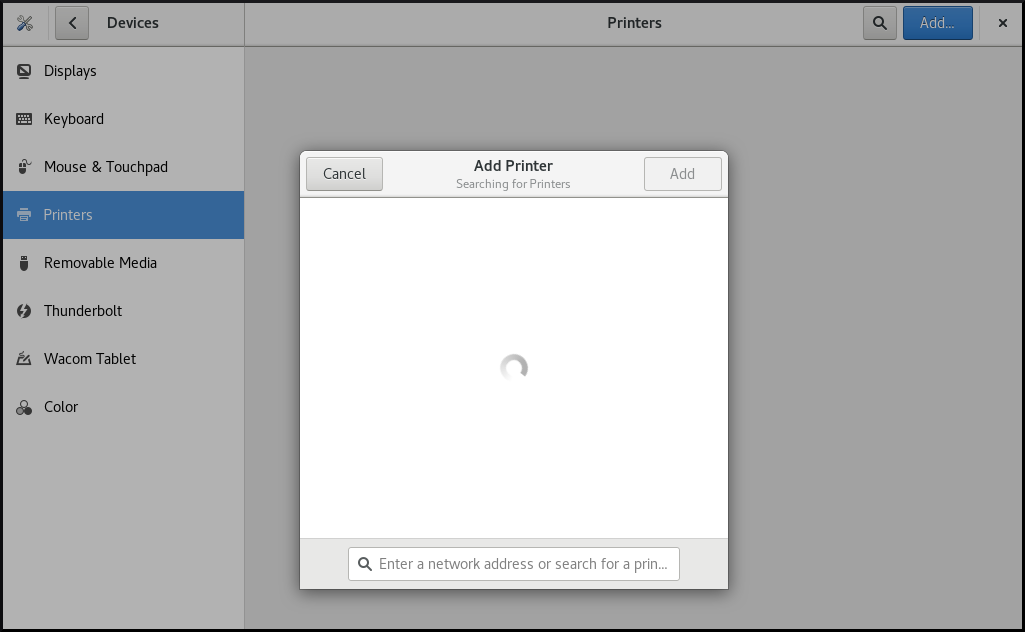 Devices
Printers
Add...
Displays
Keyboard
Mouse & Touchpad
Printers
Removable Media
Thunderbolt
Wacom Tablet
Color
Cancel
Add Printer
Searching for Printers
Add
Enter a network address or search for a prin...